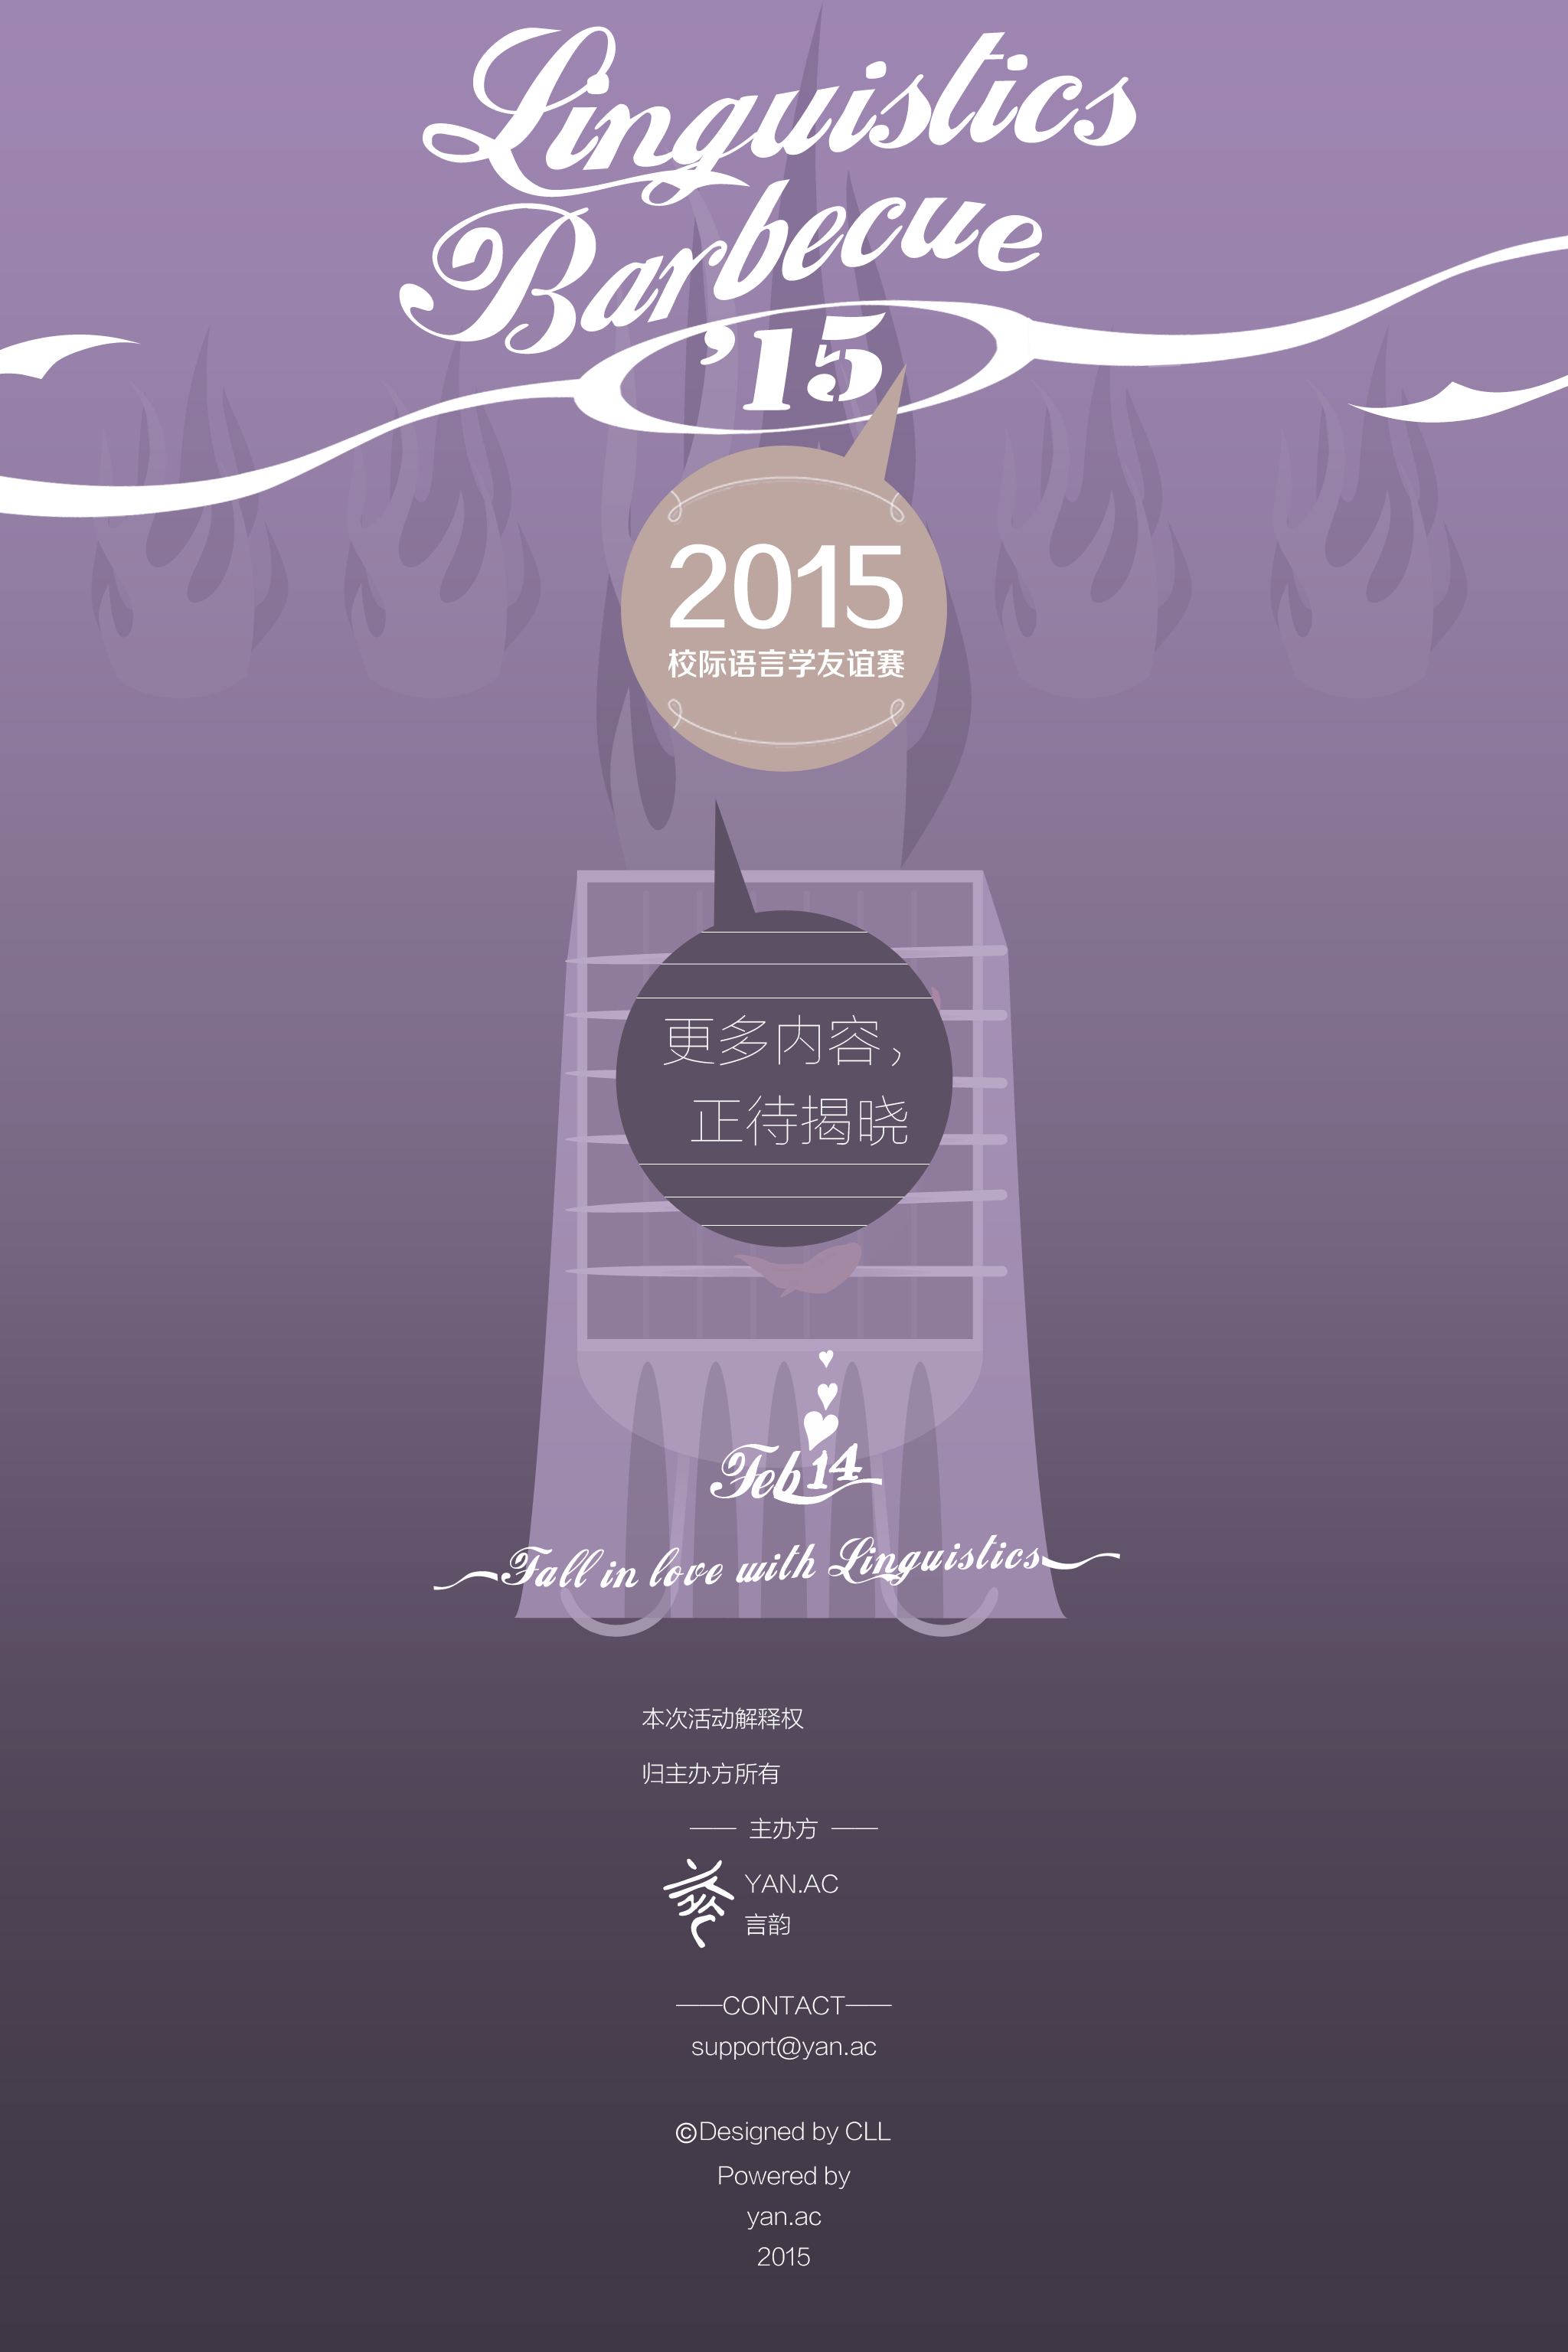 Linguistics
Barbecue
'15
2015
校际语言学友谊赛
更多内容，
正待揭晓
Feb 14
Fall in love with Linguistics
本次活动解释权
归主办方所有
主办方
YAN.AC
言韵
CONTACT
support@yan.ac
©Designed by CLL
Powered by
yan.ac
2015